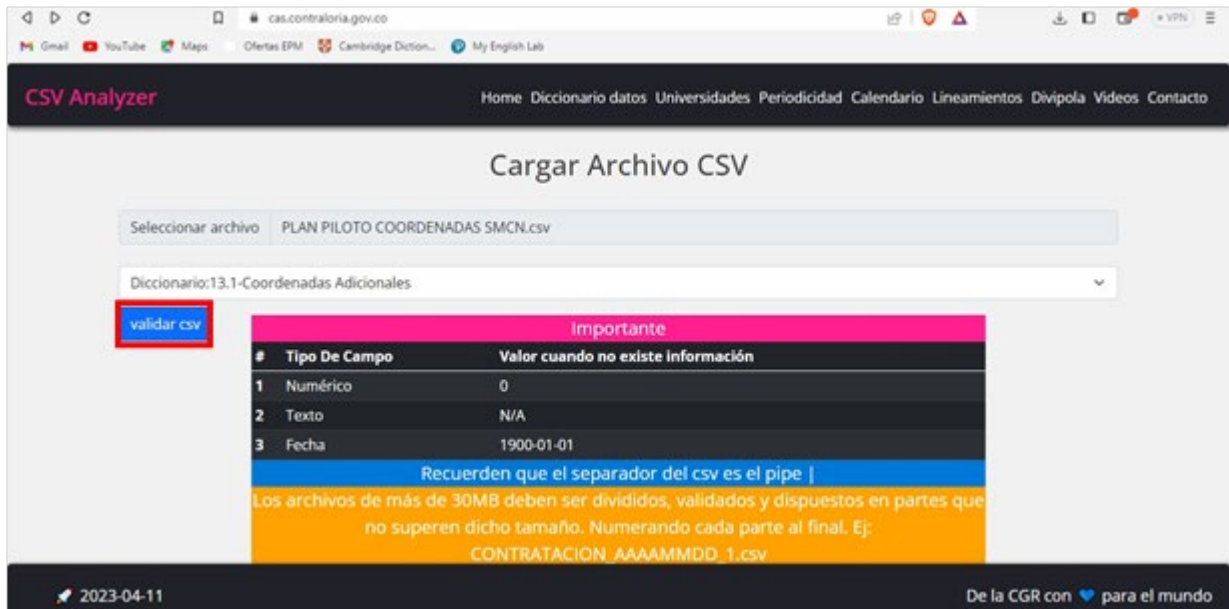 cas.contraloria.gov.co
VPN
Gmail YouTube Maps Ofertas EPM Cambridge Diction... My English Lab
CSV Analyzer
Home Diccionario datos Universidades Periodicidad Calendario Lineamientos Divipola Videos Contacto
Cargar Archivo CSV
Seleccionar archivo PLAN PILOTO COORDENADAS SMCN.csv
Diccionario:13.1-Coordenadas Adicionales
validar csv
Importante
# Tipo De Campo Valor cuando no existe información
1 Numérico 0
2 Texto N/A
3 Fecha 1900-01-01
Recuerden que el separador del csv es el pipe |
Los archivos de más de 30MB deben ser divididos, validados y dispuestos en partes que
no superen dicho tamaño. Numerando cada parte al final. Ej:
CONTRATACION_AAAAMMDD_1.csv
2023-04-11
De la CGR con 💙 para el mundo